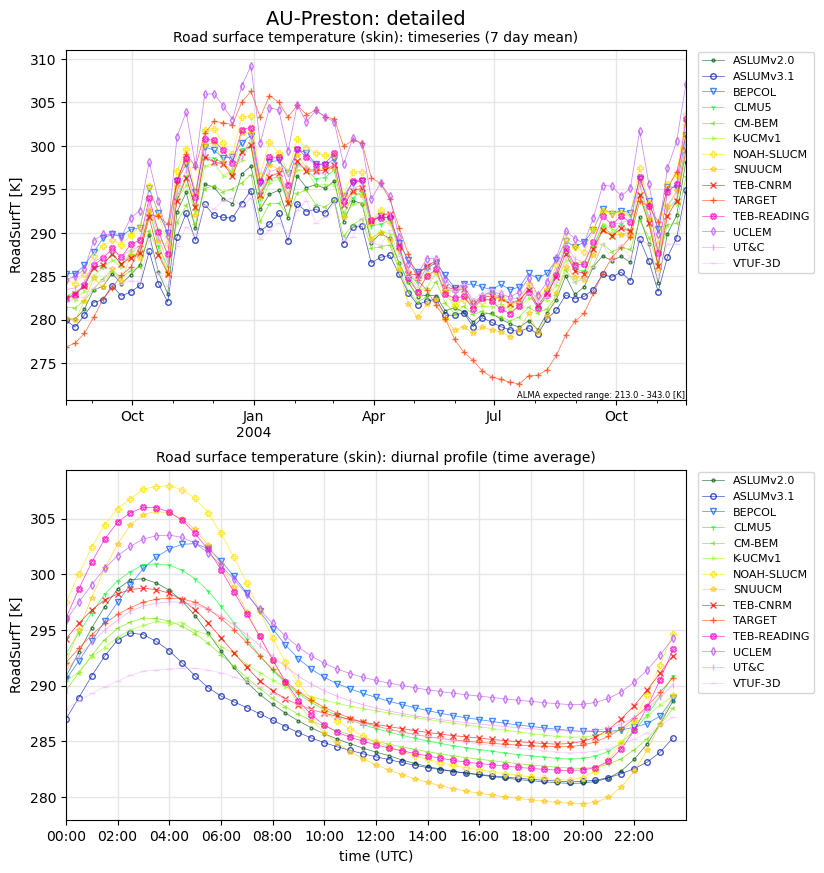 AU-Preston: detailed
Road surface temperature (skin): timeseries (7 day mean)
RoadSurfT [K]
310
305
300
295
290
285
280
275
Oct
Jan
2004
Apr
Jul
Oct
ALMA expected range: 213.0 - 343.0 [K]
ASLUMv2.0
ASLUMv3.1
BEPCOL
CLMU5
CM-BEM
K-UCMv1
NOAH-SLUCM
SNUUCM
TEB-CNRM
TARGET
TEB-READING
UCLEM
UT&C
VTUF-3D
Road surface temperature (skin): diurnal profile (time average)
RoadSurfT [K]
305
300
295
290
285
280
00:00
02:00
04:00
06:00
08:00
10:00
12:00
14:00
16:00
18:00
20:00
22:00
time (UTC)
ASLUMv2.0
ASLUMv3.1
BEPCOL
CLMU5
CM-BEM
K-UCMv1
NOAH-SLUCM
SNUUCM
TEB-CNRM
TARGET
TEB-READING
UCLEM
UT&C
VTUF-3D